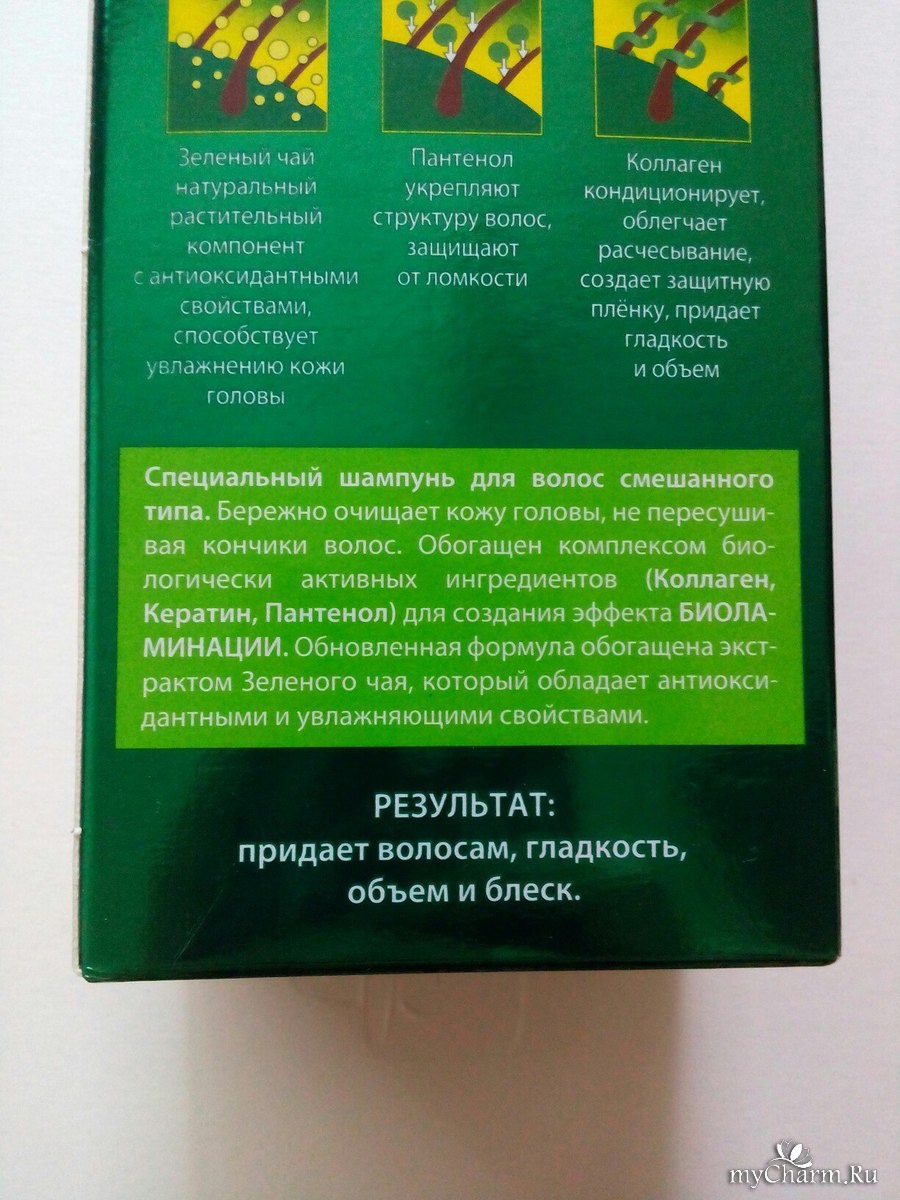 Зеленый чай
натуральный
растительный
компонент
с антиоксидантными
свойствами,
способствует
увлажнению кожи
головы
Пантенол
укрепляют
структуру волос,
защищают
от ломкости
Коллаген
кондиционирует,
облегчает
расчесывание,
создает защитную
плёнку, придает
гладкость
и объем
Специальный шампунь для волос смешанного
типа. Бережно очищает кожу головы, не пересуши-
вая кончики волос. Обогащен комплексом био-
логически активных ингредиентов (Коллаген,
Кератин, Пантенол) для создания эффекта БИОЛА-
МИНАЦИИ. Обновленная формула обогащена экст-
рактом Зеленого чая, который обладает антиокси-
дантными и увлажняющими свойствами.
РЕЗУЛЬТАТ:
придает волосам, гладкость,
объем и блеск.
myCharm.Ru